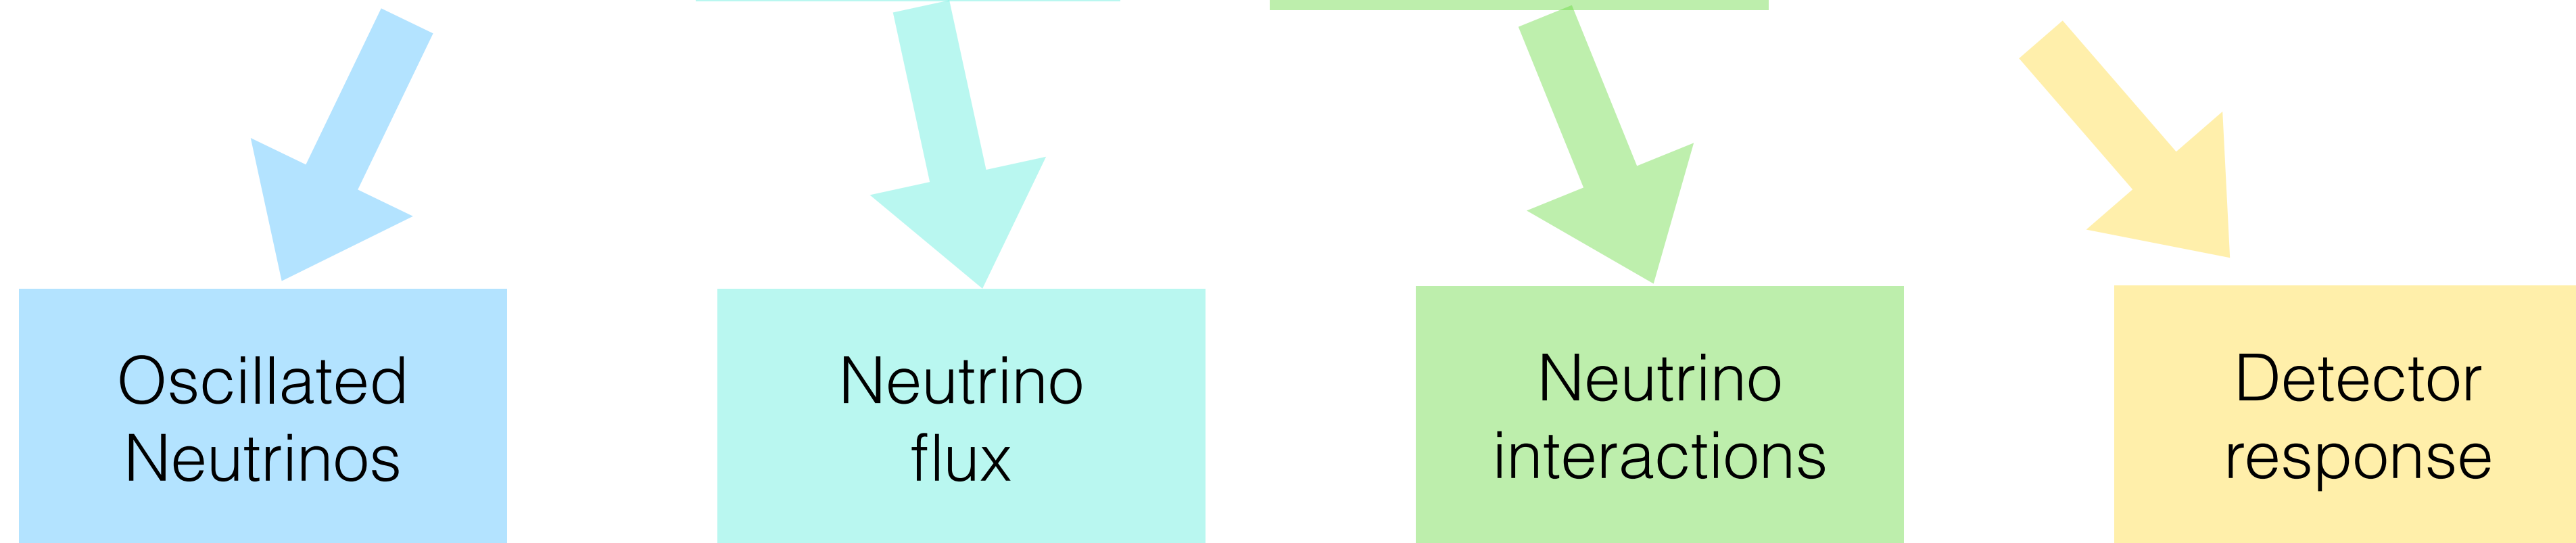 Oscillated
Neutrinos
Neutrino
flux
Neutrino
interactions
Detector
response